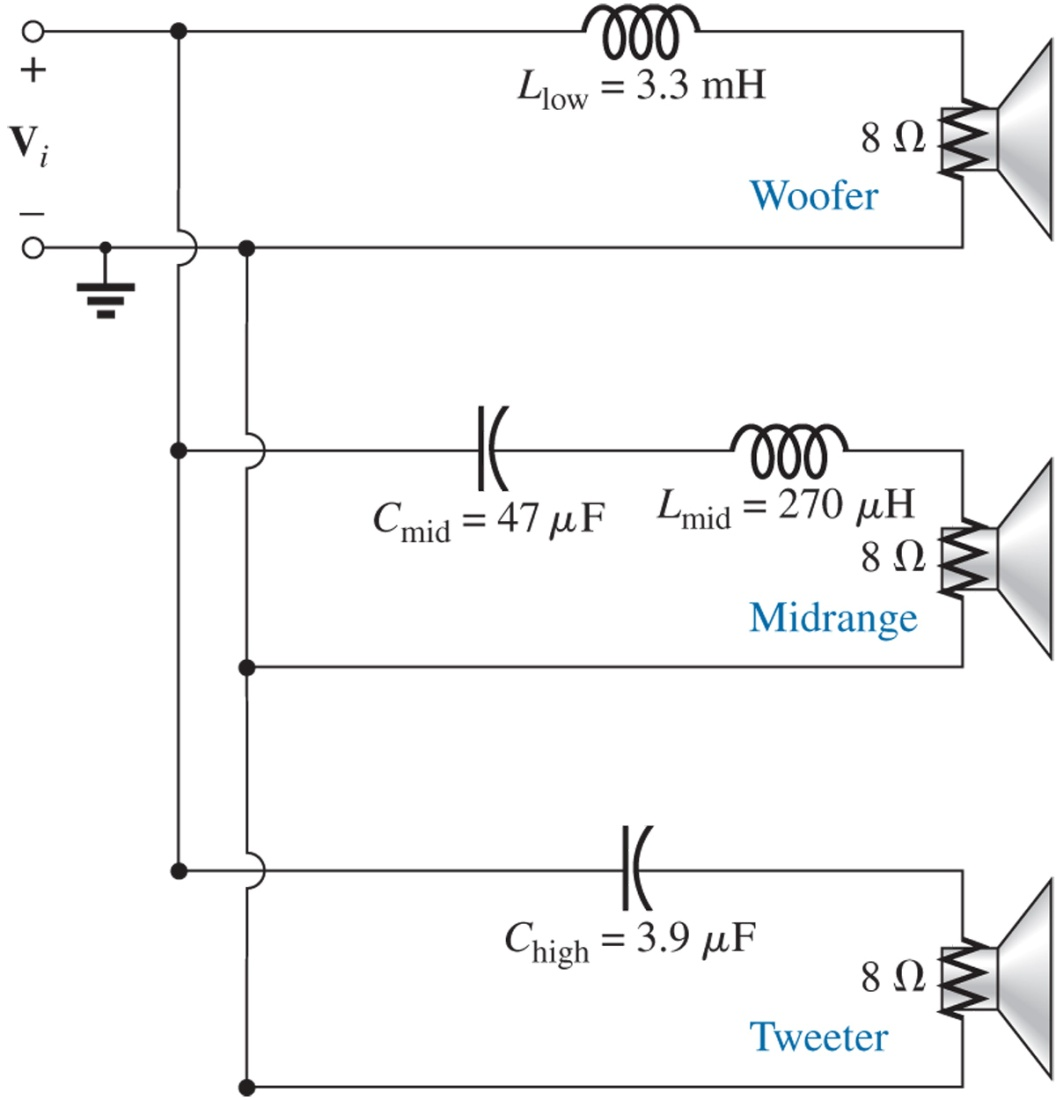 +
Vᵢ
−
L_low = 3.3 mH
8 Ω
Woofer
C_mid = 47 μF
L_mid = 270 μH
8 Ω
Midrange
C_high = 3.9 μF
8 Ω
Tweeter